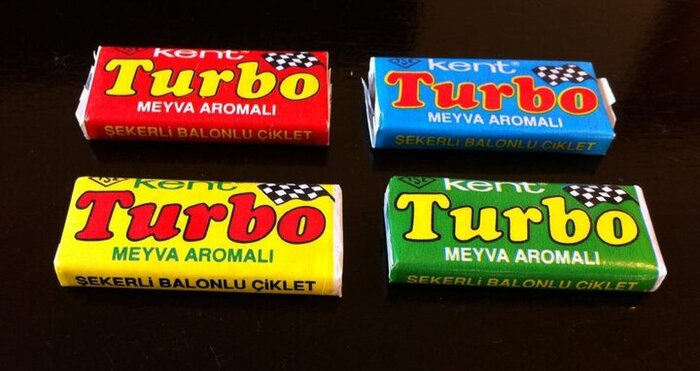 Kent®
Turbo
MEYVA AROMALI
ŞEKERLİ BALONLU ÇİKLET
Kent®
Turbo
MEYVA AROMALI
ŞEKERLİ BALONLU ÇİKLET
Kent
Turbo
MEYVA AROMALI
ŞEKERLİ BALONLU ÇİKLET
Kent
Turbo
MEYVA AROMALI
ŞEKERLİ BALONLU ÇİKLET